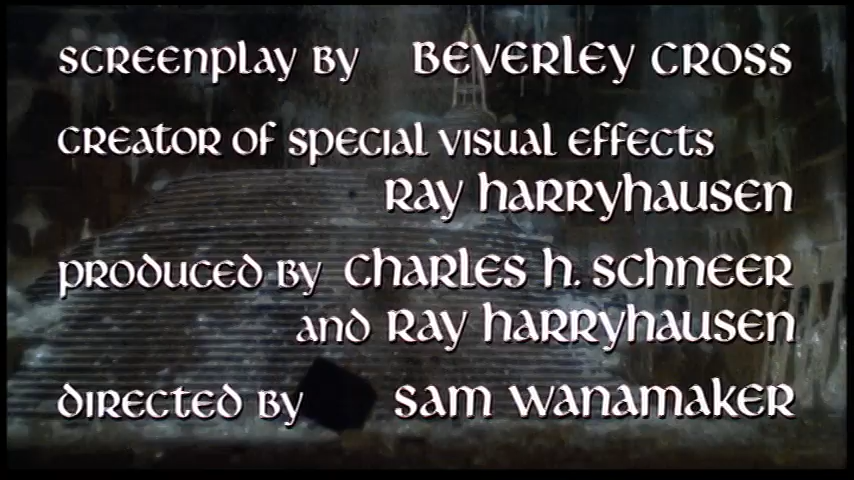 SCREENPLAY BY BEVERLEY CROSS
CREATOR OF SPECIAL VISUAL EFFECTS
RAY HARRYHAUSEN
PRODUCED BY CHARLES H. SCHNEER
AND RAY HARRYHAUSEN
DIRECTED BY SAM WANAMAKER